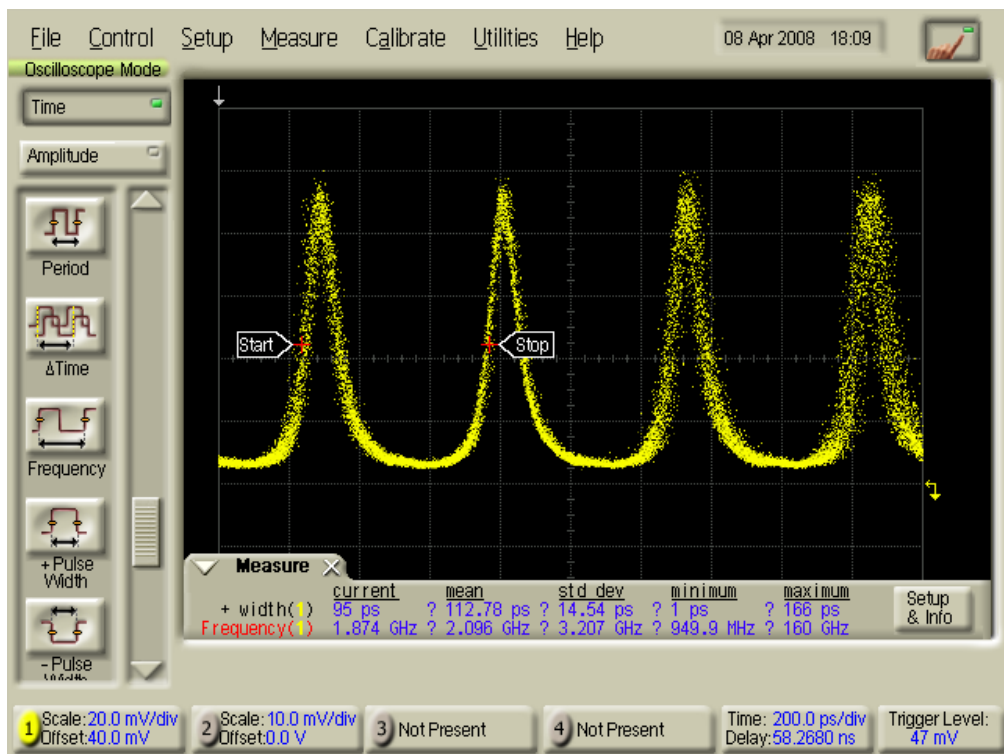 File Control Setup Measure Calibrate Utilities Help 08 Apr 2008 18:09
Oscilloscope Mode
Time
Amplitude
Period
ΔTime
Frequency
+ Pulse
Width
- Pulse
Width
Start
Stop
Measure
current mean std dev minimum maximum
+ width(1) 95 ps ? 112.78 ps ? 14.54 ps ? 1 ps ? 166 ps
Frequency(1) 1.874 GHz ? 2.096 GHz ? 3.207 GHz ? 949.9 MHz ? 160 GHz
Setup
& Info
1 Scale:20.0 mV/div
Offset:40.0 mV
2 Scale:10.0 mV/div
Offset:0.0 V
3 Not Present
4 Not Present
Time: 200.0 ps/div
Delay:58.2680 ns
Trigger Level:
47 mV